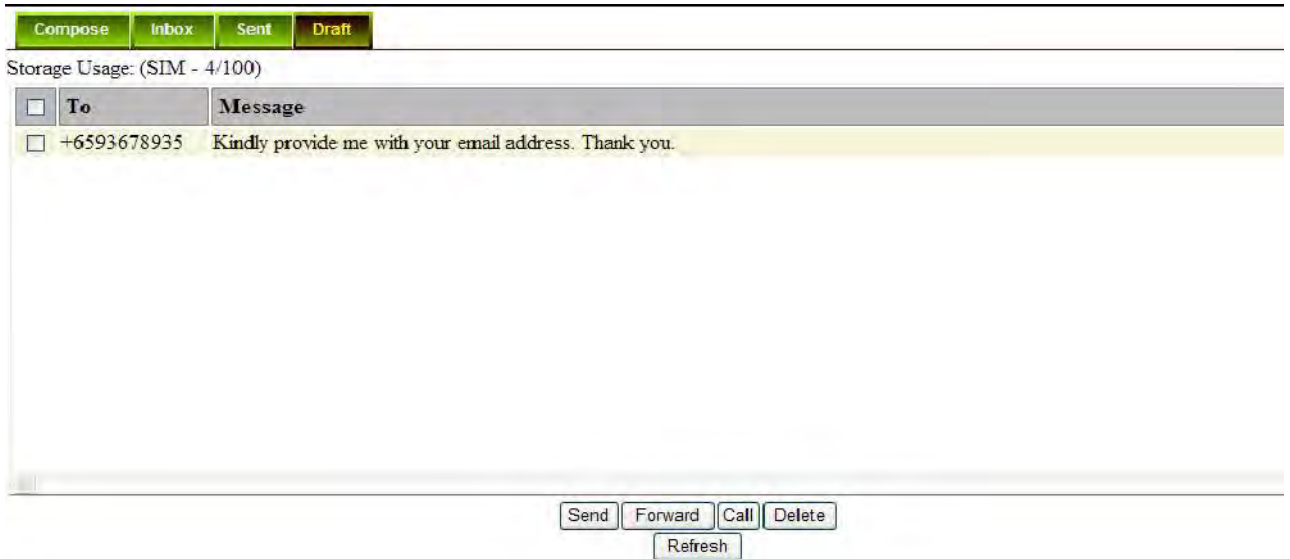 Compose Inbox Sent Draft
Storage Usage: (SIM - 4/100)
To Message
+6593678935 Kindly provide me with your email address. Thank you.
Send Forward Call Delete
Refresh